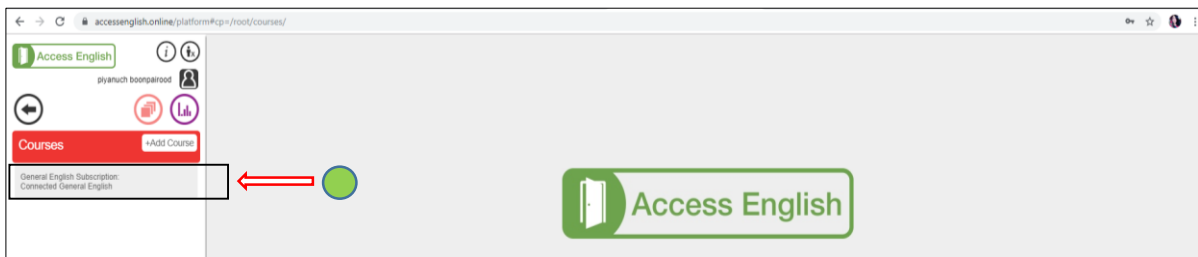 accessenglish.online/platform#cp=/root/courses/
Access English
piyanuch boonpairood
Courses
+Add Course
General English Subscription:
Connected General English
Access English